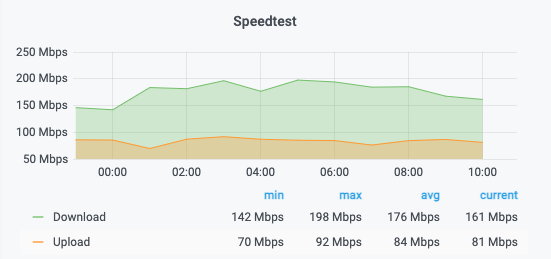 Speedtest
250 Mbps
200 Mbps
150 Mbps
100 Mbps
50 Mbps
00:00 02:00 04:00 06:00 08:00 10:00
min max avg current
Download 142 Mbps 198 Mbps 176 Mbps 161 Mbps
Upload 70 Mbps 92 Mbps 84 Mbps 81 Mbps